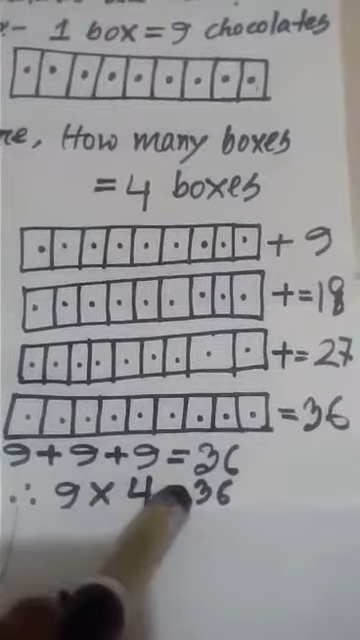 1 box = 9 chocolates
How many boxes
= 4 boxes
+ 9
+=18
+=27
=36
9+9+9=36
∴ 9 × 4 36